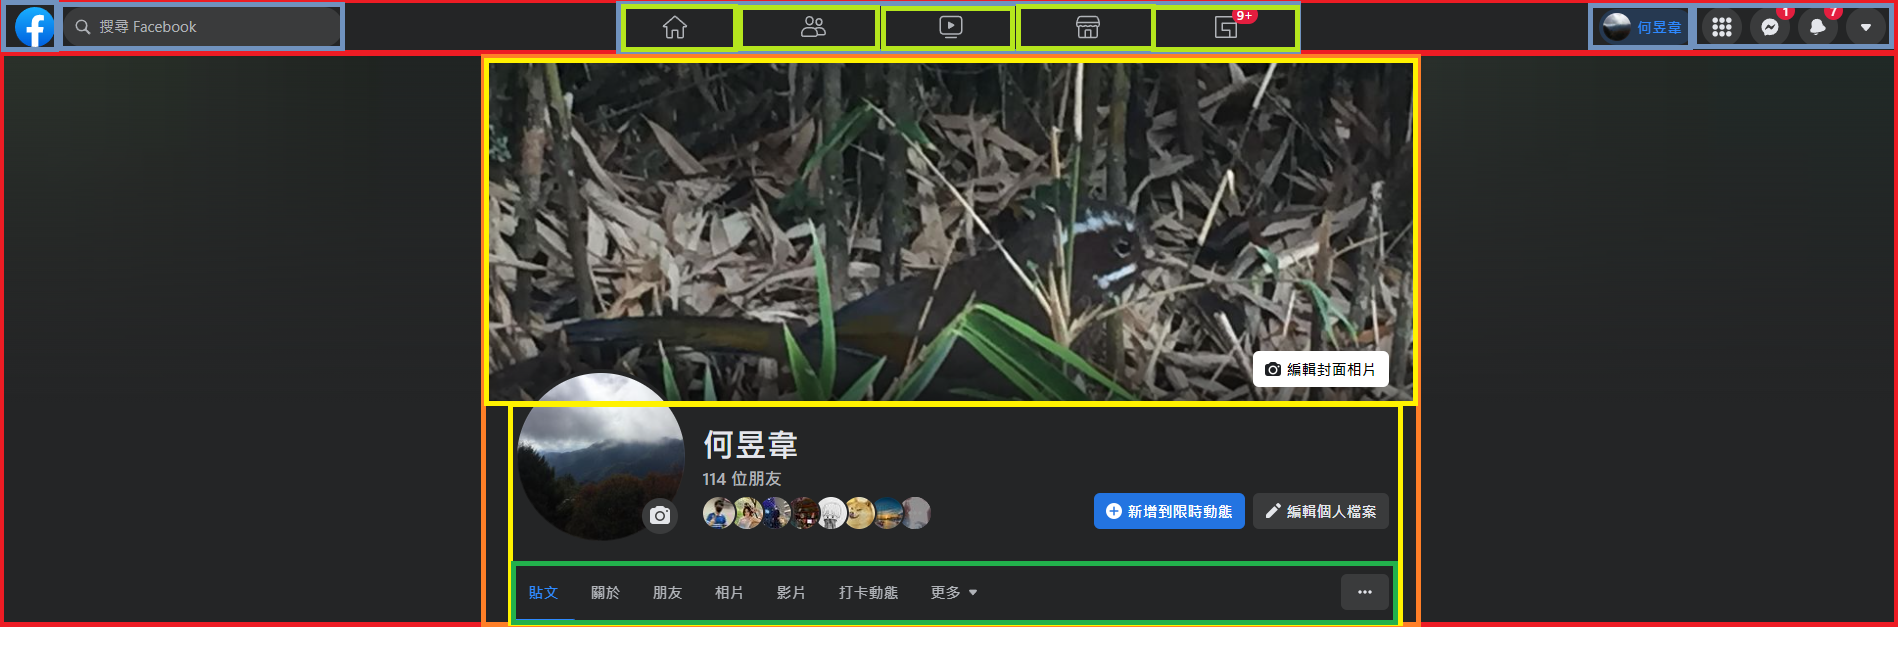 搜尋 Facebook
9+
何昱韋
1
7
編輯封面相片
何昱韋
114 位朋友
新增到限時動態
編輯個人檔案
貼文 關於 朋友 相片 影片 打卡動態 更多